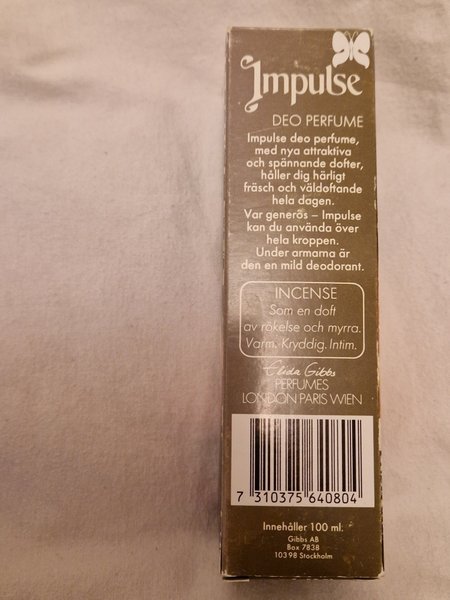 Impulse
DEO PERFUME
Impulse deo perfume,
med nya attraktiva
och spännande dofter,
håller dig härligt
fräsch och väldoftande
hela dagen.
Var generös – Impulse
kan du använda över
hela kroppen.
Under armarna är
den en mild deodorant.
INCENSE
Som en doft
av rökelse och myrra.
Varm. Kryddig. Intim.
Elida Gibbs
PERFUMES
LONDON PARIS WIEN
7 310375 640804
Innehåller 100 ml.
Gibbs AB
Box 7838
103 98 Stockholm